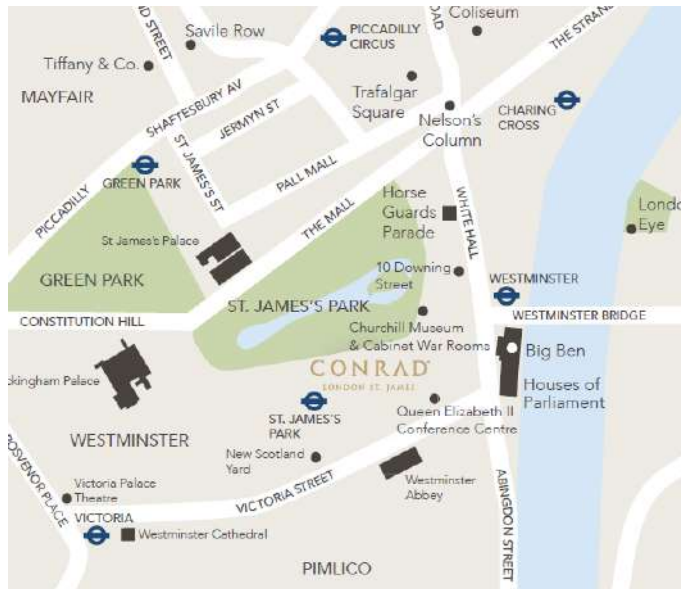 Coliseum
Savile Row
PICCADILLY
CIRCUS
THE STRAND
Tiffany & Co.
Trafalgar
Square
MAYFAIR
SHAFTESBURY AV
JERMYN ST
Nelson's
Column
CHARING
CROSS
ST JAMES'S ST
PALL MALL
GREEN PARK
PICCADILLY
THE MALL
Horse
Guards
Parade
WHITE HALL
Eye
St James's Palace
10 Downing
Street
WESTMINSTER
GREEN PARK
ST. JAMES'S PARK
CONSTITUTION HILL
WESTMINSTER BRIDGE
Churchill Museum
& Cabinet War Rooms
Big Ben
CONRAD
LONDON ST. JAMES
Houses of
Parliament
Palace
ST. JAMES'S
PARK
Queen Elizabeth II
Conference Centre
WESTMINSTER
New Scotland
Yard
Westminster
Abbey
PLACE
Victoria Palace
Theatre
VICTORIA STREET
ABINGDON STREET
VICTORIA
Westminster Cathedral
PIMLICO